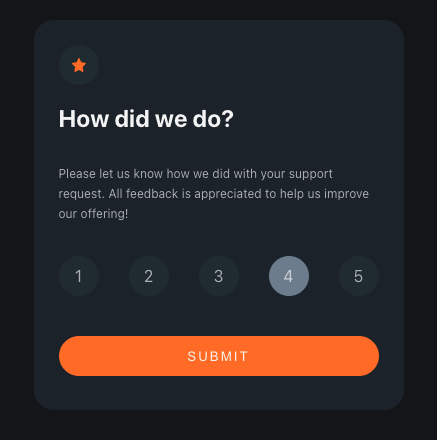 How did we do?
Please let us know how we did with your support
request. All feedback is appreciated to help us improve
our offering!
1 2 3 4 5
SUBMIT